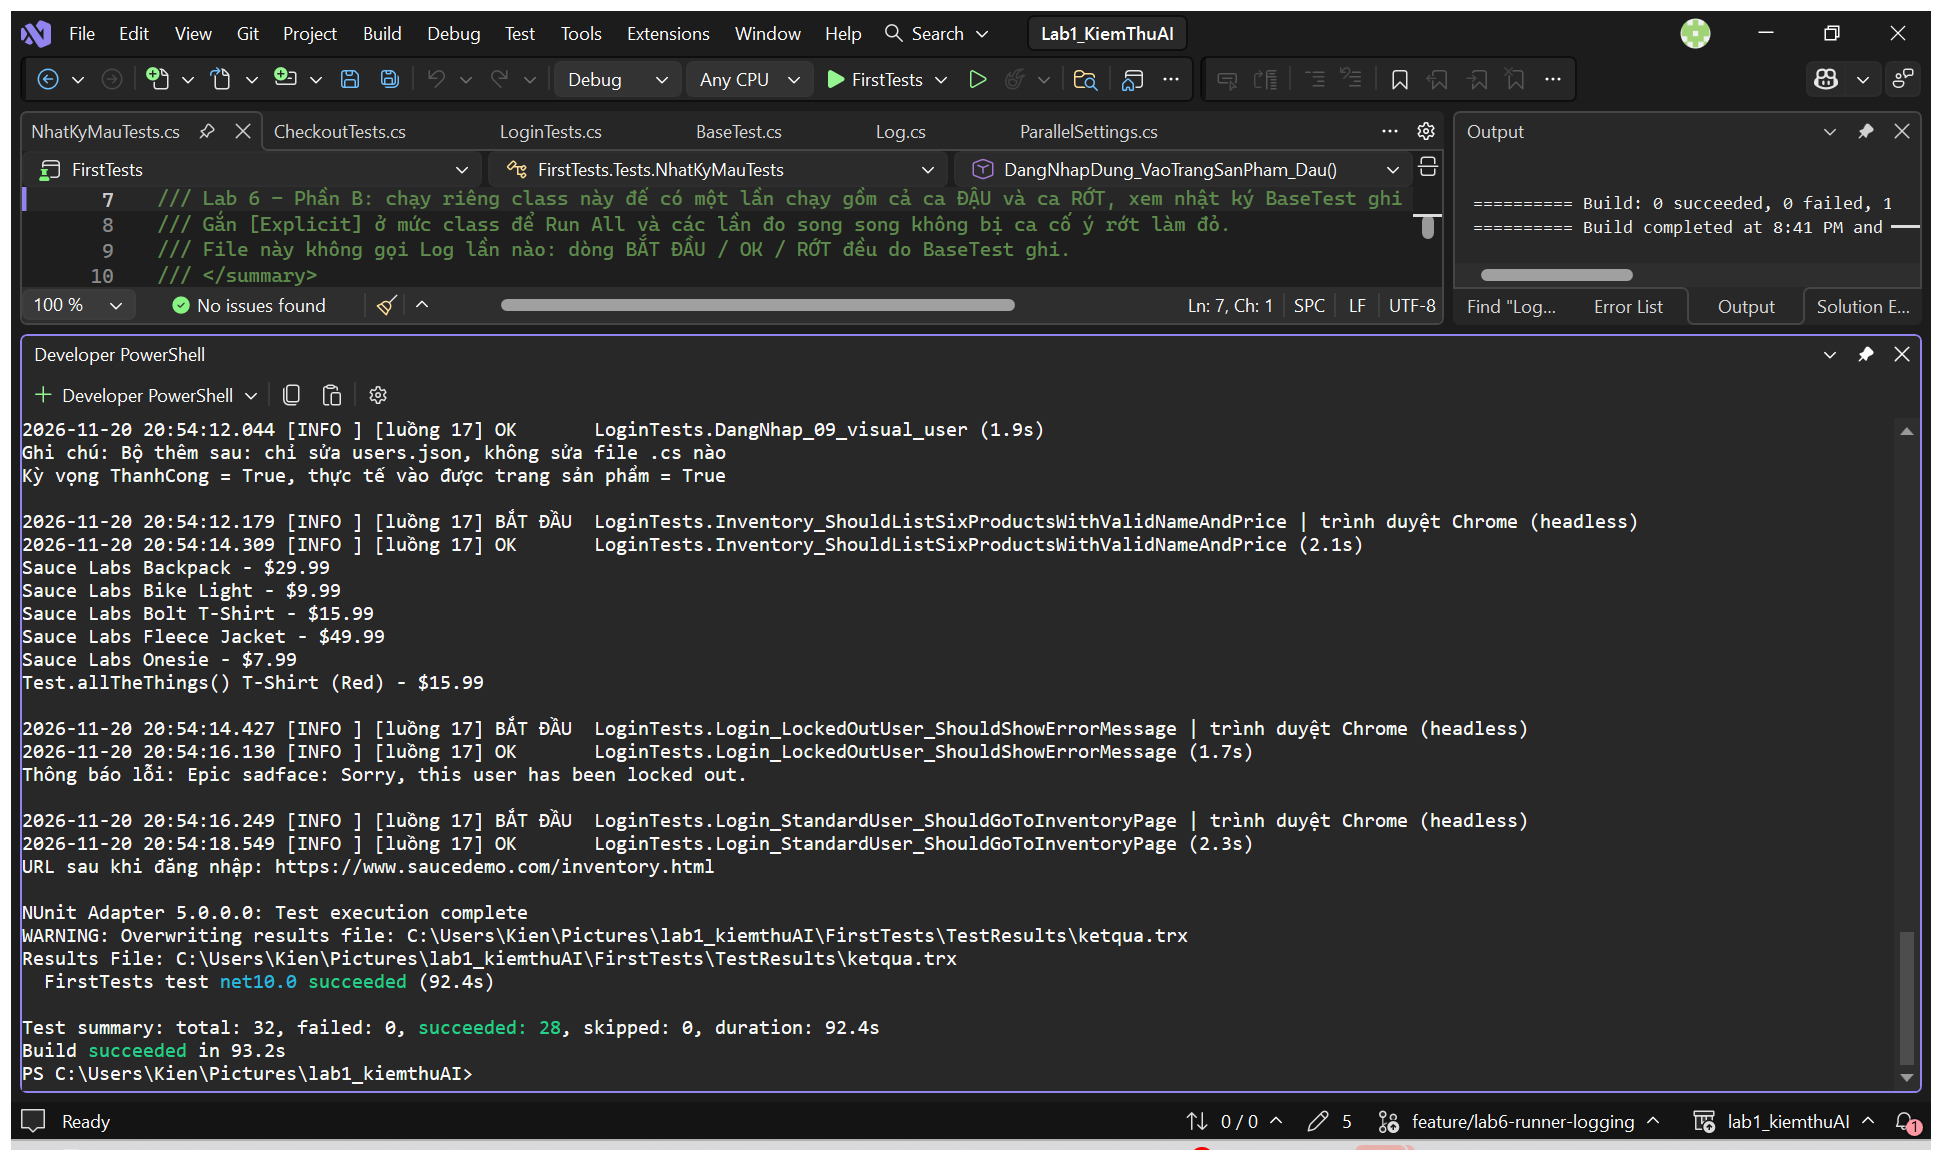 File Edit View Git Project Build Debug Test Tools Extensions Window Help Search Lab1_KiemThuAI
Debug Any CPU FirstTests
NhatKyMauTests.cs CheckoutTests.cs LoginTests.cs BaseTest.cs Log.cs ParallelSettings.cs
FirstTests FirstTests.Tests.NhatKyMauTests DangNhapDung_VaoTrangSanPham_Dau()
7 /// Lab 6 - Phần B: chạy riêng class này để có một lần chạy gồm cả ca ĐẬU và ca RỚT, xem nhật ký BaseTest ghi
8 /// Gắn [Explicit] ở mức class để Run All và các lần đo song song không bị ca cố ý rớt làm đỏ.
9 /// File này không gọi Log lần nào: dòng BẮT ĐẦU / OK / RỚT đều do BaseTest ghi.
10 /// </summary>
100 % No issues found Ln: 7, Ch: 1 SPC LF UTF-8
Output
========== Build: 0 succeeded, 0 failed, 1
========== Build completed at 8:41 PM and
Find "Log... Error List Output Solution E...
Developer PowerShell
Developer PowerShell
2026-11-20 20:54:12.044 [INFO ] [luồng 17] OK LoginTests.DangNhap_09_visual_user (1.9s)
Ghi chú: Bộ thêm sau: chỉ sửa users.json, không sửa file .cs nào
Kỳ vọng ThanhCong = True, thực tế vào được trang sản phẩm = True
2026-11-20 20:54:12.179 [INFO ] [luồng 17] BẮT ĐẦU LoginTests.Inventory_ShouldListSixProductsWithValidNameAndPrice | trình duyệt Chrome (headless)
2026-11-20 20:54:14.309 [INFO ] [luồng 17] OK LoginTests.Inventory_ShouldListSixProductsWithValidNameAndPrice (2.1s)
Sauce Labs Backpack - $29.99
Sauce Labs Bike Light - $9.99
Sauce Labs Bolt T-Shirt - $15.99
Sauce Labs Fleece Jacket - $49.99
Sauce Labs Onesie - $7.99
Test.allTheThings() T-Shirt (Red) - $15.99
2026-11-20 20:54:14.427 [INFO ] [luồng 17] BẮT ĐẦU LoginTests.Login_LockedOutUser_ShouldShowErrorMessage | trình duyệt Chrome (headless)
2026-11-20 20:54:16.130 [INFO ] [luồng 17] OK LoginTests.Login_LockedOutUser_ShouldShowErrorMessage (1.7s)
Thông báo lỗi: Epic sadface: Sorry, this user has been locked out.
2026-11-20 20:54:16.249 [INFO ] [luồng 17] BẮT ĐẦU LoginTests.Login_StandardUser_ShouldGoToInventoryPage | trình duyệt Chrome (headless)
2026-11-20 20:54:18.549 [INFO ] [luồng 17] OK LoginTests.Login_StandardUser_ShouldGoToInventoryPage (2.3s)
URL sau khi đăng nhập: https://www.saucedemo.com/inventory.html
NUnit Adapter 5.0.0.0: Test execution complete
WARNING: Overwriting results file: C:\Users\Kien\Pictures\lab1_kiemthuAI\FirstTests\TestResults\ketqua.trx
Results File: C:\Users\Kien\Pictures\lab1_kiemthuAI\FirstTests\TestResults\ketqua.trx
FirstTests test net10.0 succeeded (92.4s)
Test summary: total: 32, failed: 0, succeeded: 28, skipped: 0, duration: 92.4s
Build succeeded in 93.2s
PS C:\Users\Kien\Pictures\lab1_kiemthuAI>
Ready 0 / 0 5 feature/lab6-runner-logging lab1_kiemthuAI 1